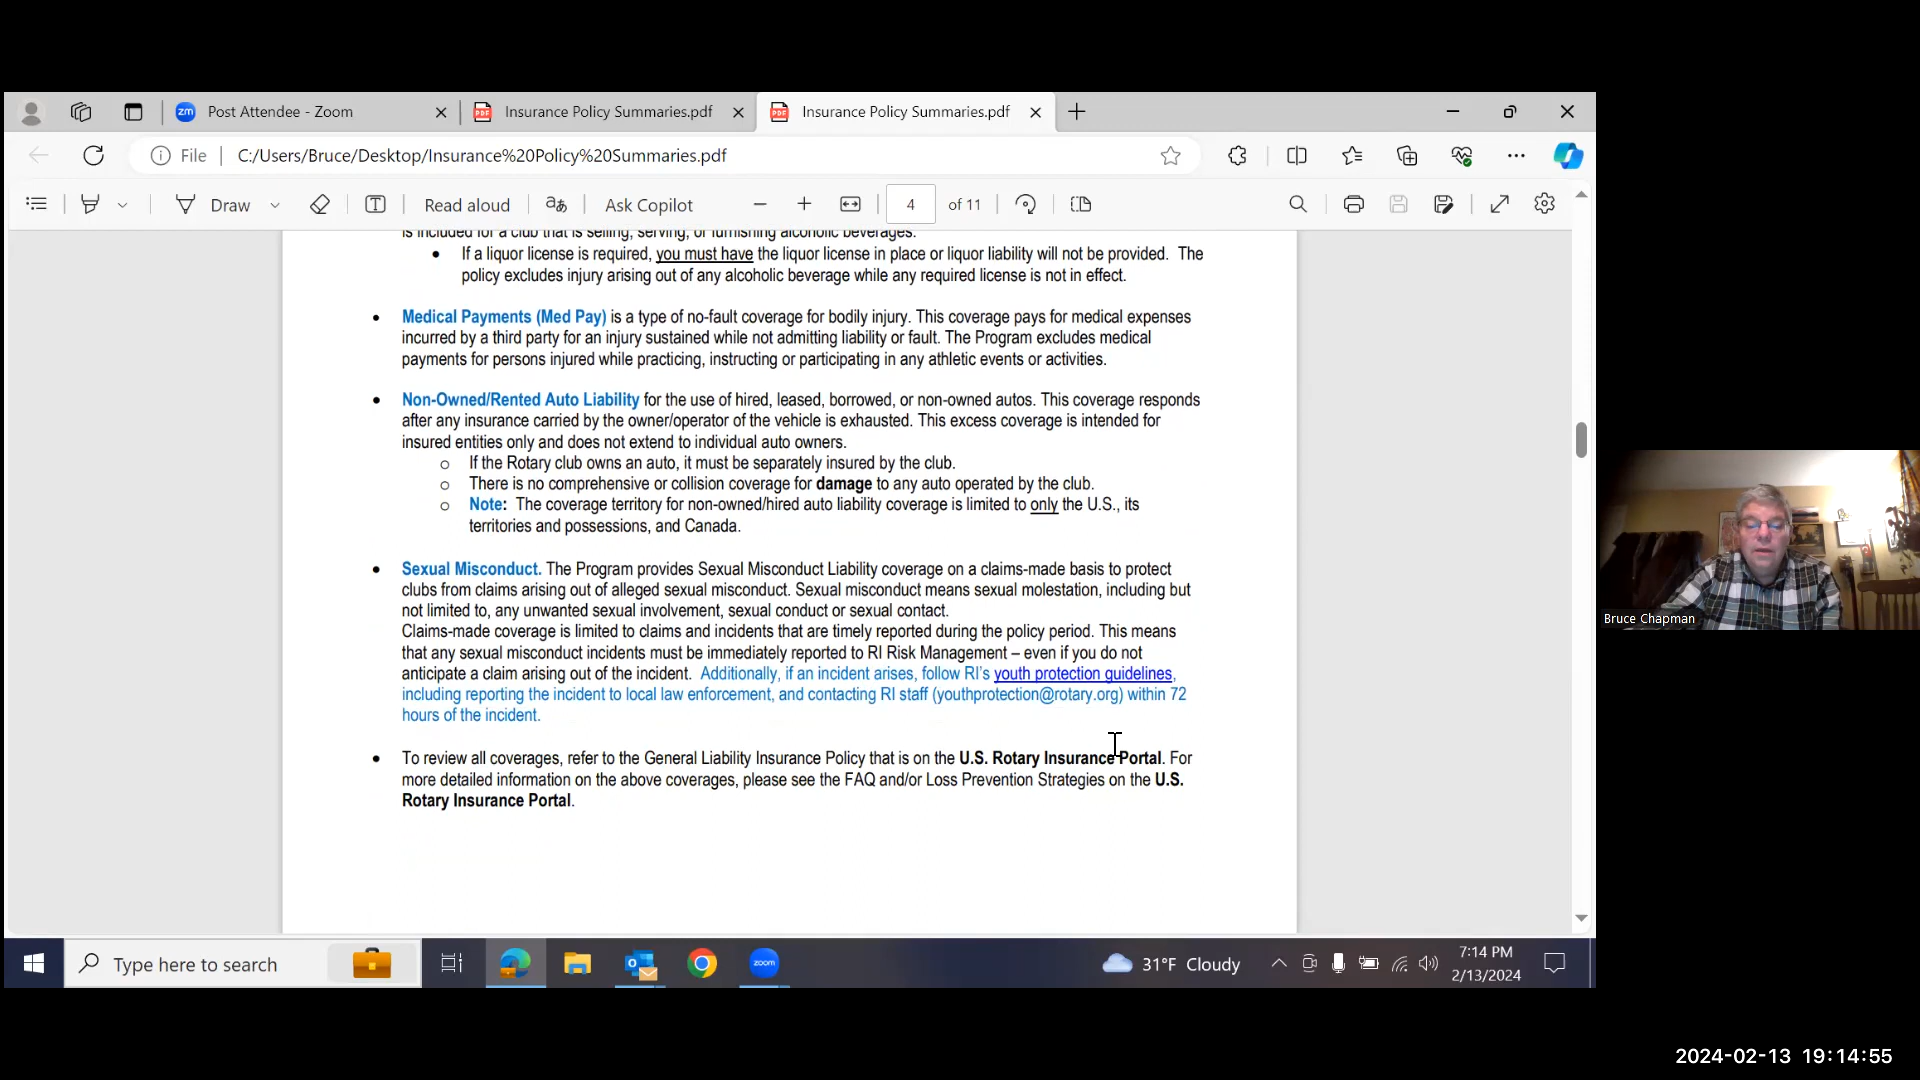 Post Attendee - Zoom
Insurance Policy Summaries.pdf
Insurance Policy Summaries.pdf
File
C:/Users/Bruce/Desktop/Insurance%20Policy%20Summaries.pdf
Draw
Read aloud
aあ
Ask Copilot
4
of 11
is included for a club that is selling, serving, or furnishing alcoholic beverages.
• If a liquor license is required, you must have the liquor license in place or liquor liability will not be provided. The
policy excludes injury arising out of any alcoholic beverage while any required license is not in effect.
• Medical Payments (Med Pay) is a type of no-fault coverage for bodily injury. This coverage pays for medical expenses
incurred by a third party for an injury sustained while not admitting liability or fault. The Program excludes medical
payments for persons injured while practicing, instructing or participating in any athletic events or activities.
• Non-Owned/Rented Auto Liability for the use of hired, leased, borrowed, or non-owned autos. This coverage responds
after any insurance carried by the owner/operator of the vehicle is exhausted. This excess coverage is intended for
insured entities only and does not extend to individual auto owners.
o If the Rotary club owns an auto, it must be separately insured by the club.
o There is no comprehensive or collision coverage for damage to any auto operated by the club.
o Note: The coverage territory for non-owned/hired auto liability coverage is limited to only the U.S., its
territories and possessions, and Canada.
• Sexual Misconduct. The Program provides Sexual Misconduct Liability coverage on a claims-made basis to protect
clubs from claims arising out of alleged sexual misconduct. Sexual misconduct means sexual molestation, including but
not limited to, any unwanted sexual involvement, sexual conduct or sexual contact.
Claims-made coverage is limited to claims and incidents that are timely reported during the policy period. This means
that any sexual misconduct incidents must be immediately reported to RI Risk Management – even if you do not
anticipate a claim arising out of the incident. Additionally, if an incident arises, follow RI's youth protection guidelines,
including reporting the incident to local law enforcement, and contacting RI staff (youthprotection@rotary.org) within 72
hours of the incident.
• To review all coverages, refer to the General Liability Insurance Policy that is on the U.S. Rotary Insurance Portal. For
more detailed information on the above coverages, please see the FAQ and/or Loss Prevention Strategies on the U.S.
Rotary Insurance Portal.
Bruce Chapman
Type here to search
31°F Cloudy
7:14 PM
2/13/2024
2024-02-13 19:14:55